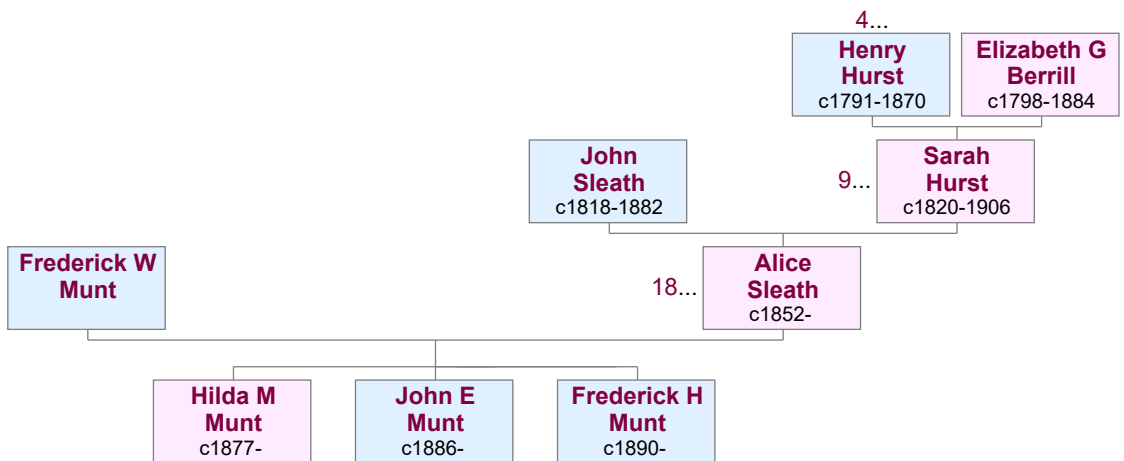 4...
Henry
Hurst
c1791-1870
Elizabeth G
Berrill
c1798-1884
John
Sleath
c1818-1882
9...
Sarah
Hurst
c1820-1906
Frederick W
Munt
18...
Alice
Sleath
c1852-
Hilda M
Munt
c1877-
John E
Munt
c1886-
Frederick H
Munt
c1890-